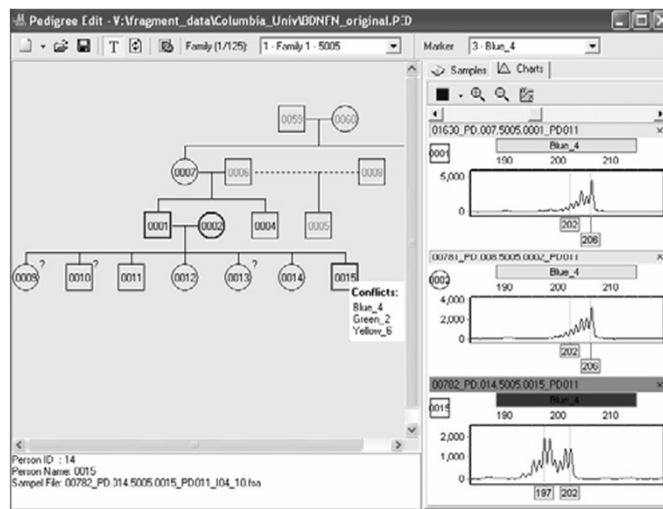 Pedigree Edit - V:\fragment_data\Columbia_Univ\BDNFN_original.PED
T
Family (1/125):
1 - Family 1 - 5005
Marker
3 - Blue_4
Samples
Charts
0059
0060
0007
0006
0008
0001
0002
0004
0005
0009
?
0010
?
0011
0012
0013
?
0014
0015
Conflicts:
Blue_4
Green_2
Yellow_6
01630_PD.007.5005.0001_PD011
Blue_4
0001
190 200 210
5,000
0
202
206
00781_PD.008.5005.0002_PD011
Blue_4
0002
190 200 210
4,000
2,000
0
202
206
00782_PD.014.5005.0015_PD011
Blue_4
0015
190 200 210
2,000
1,000
0
197 202
Person ID : 14
Person Name: 0015
Sampel File: 00782_PD.014.5005.0015_PD011_I04_10.fsa